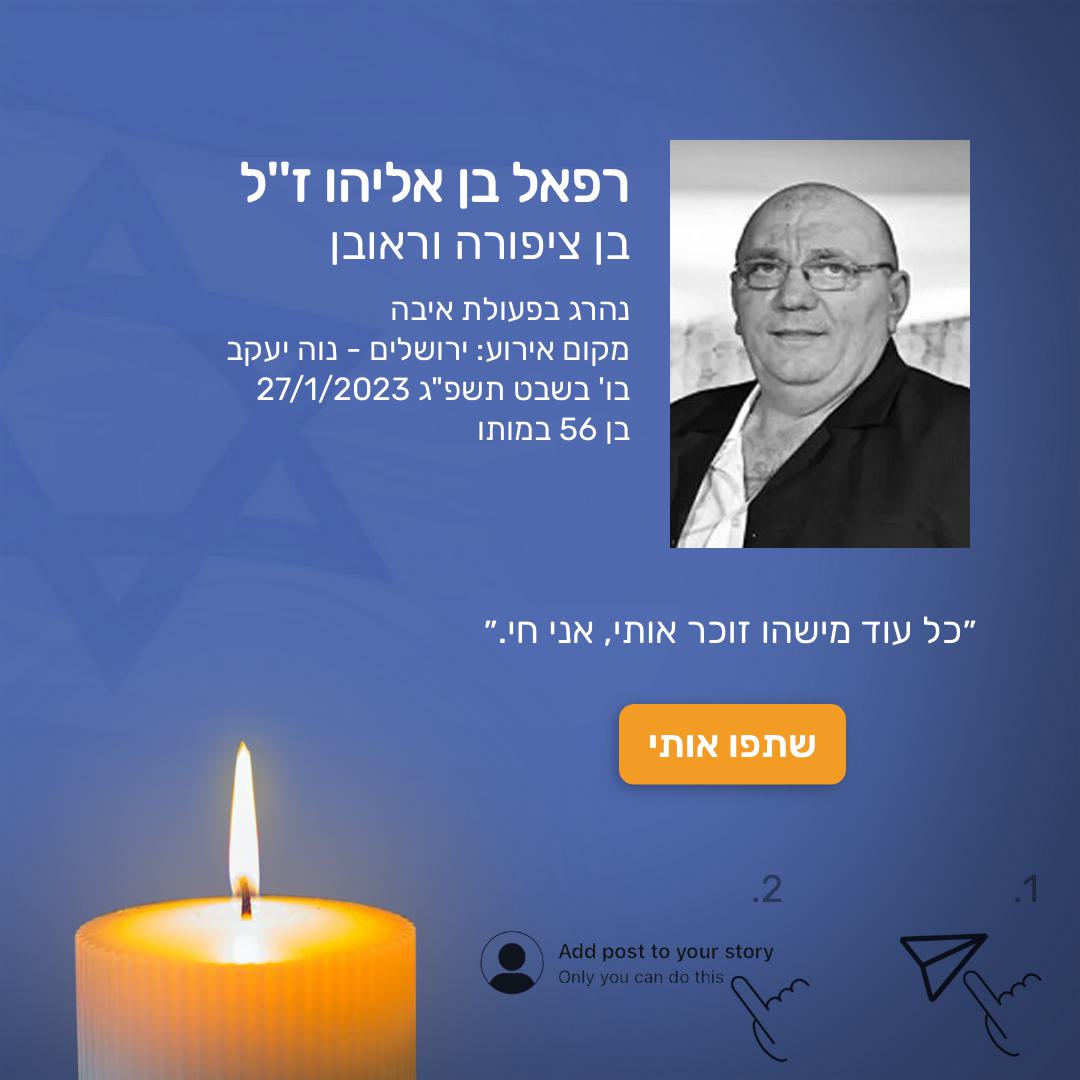 רפאל בן אליהו ז"ל
בן ציפורה וראובן
נהרג בפעולת איבה
מקום אירוע: ירושלים - נוה יעקב
בו' בשבט תשפ"ג 27/1/2023
בן 56 במותו
״כל עוד מישהו זוכר אותי, אני חי.״
שתפו אותי
1.
2.
Add post to your story
Only you can do this